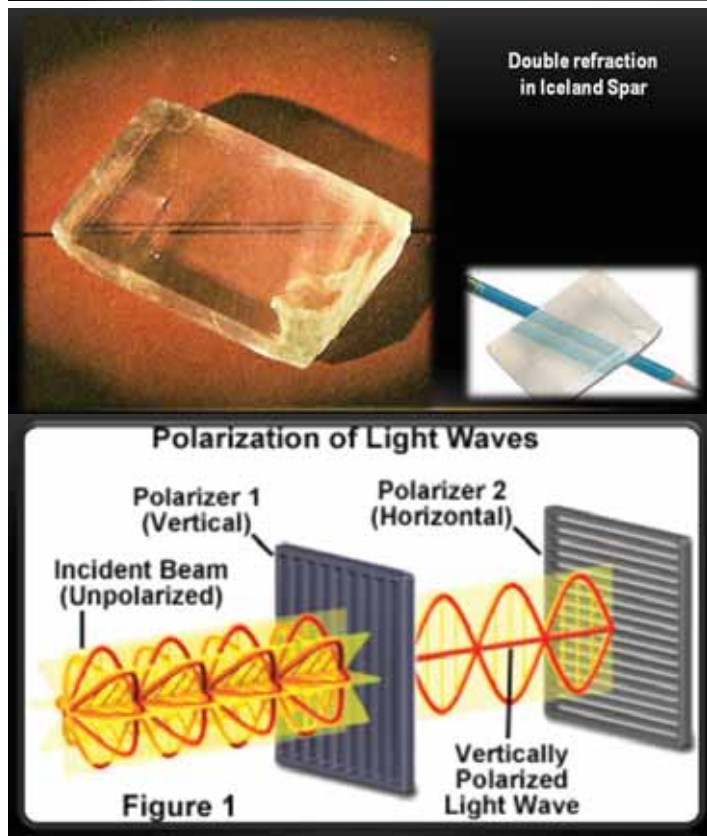 Double refraction
in Iceland Spar
Polarization of Light Waves
Polarizer 1
(Vertical)
Polarizer 2
(Horizontal)
Incident Beam
(Unpolarized)
Vertically
Polarized
Light Wave
Figure 1